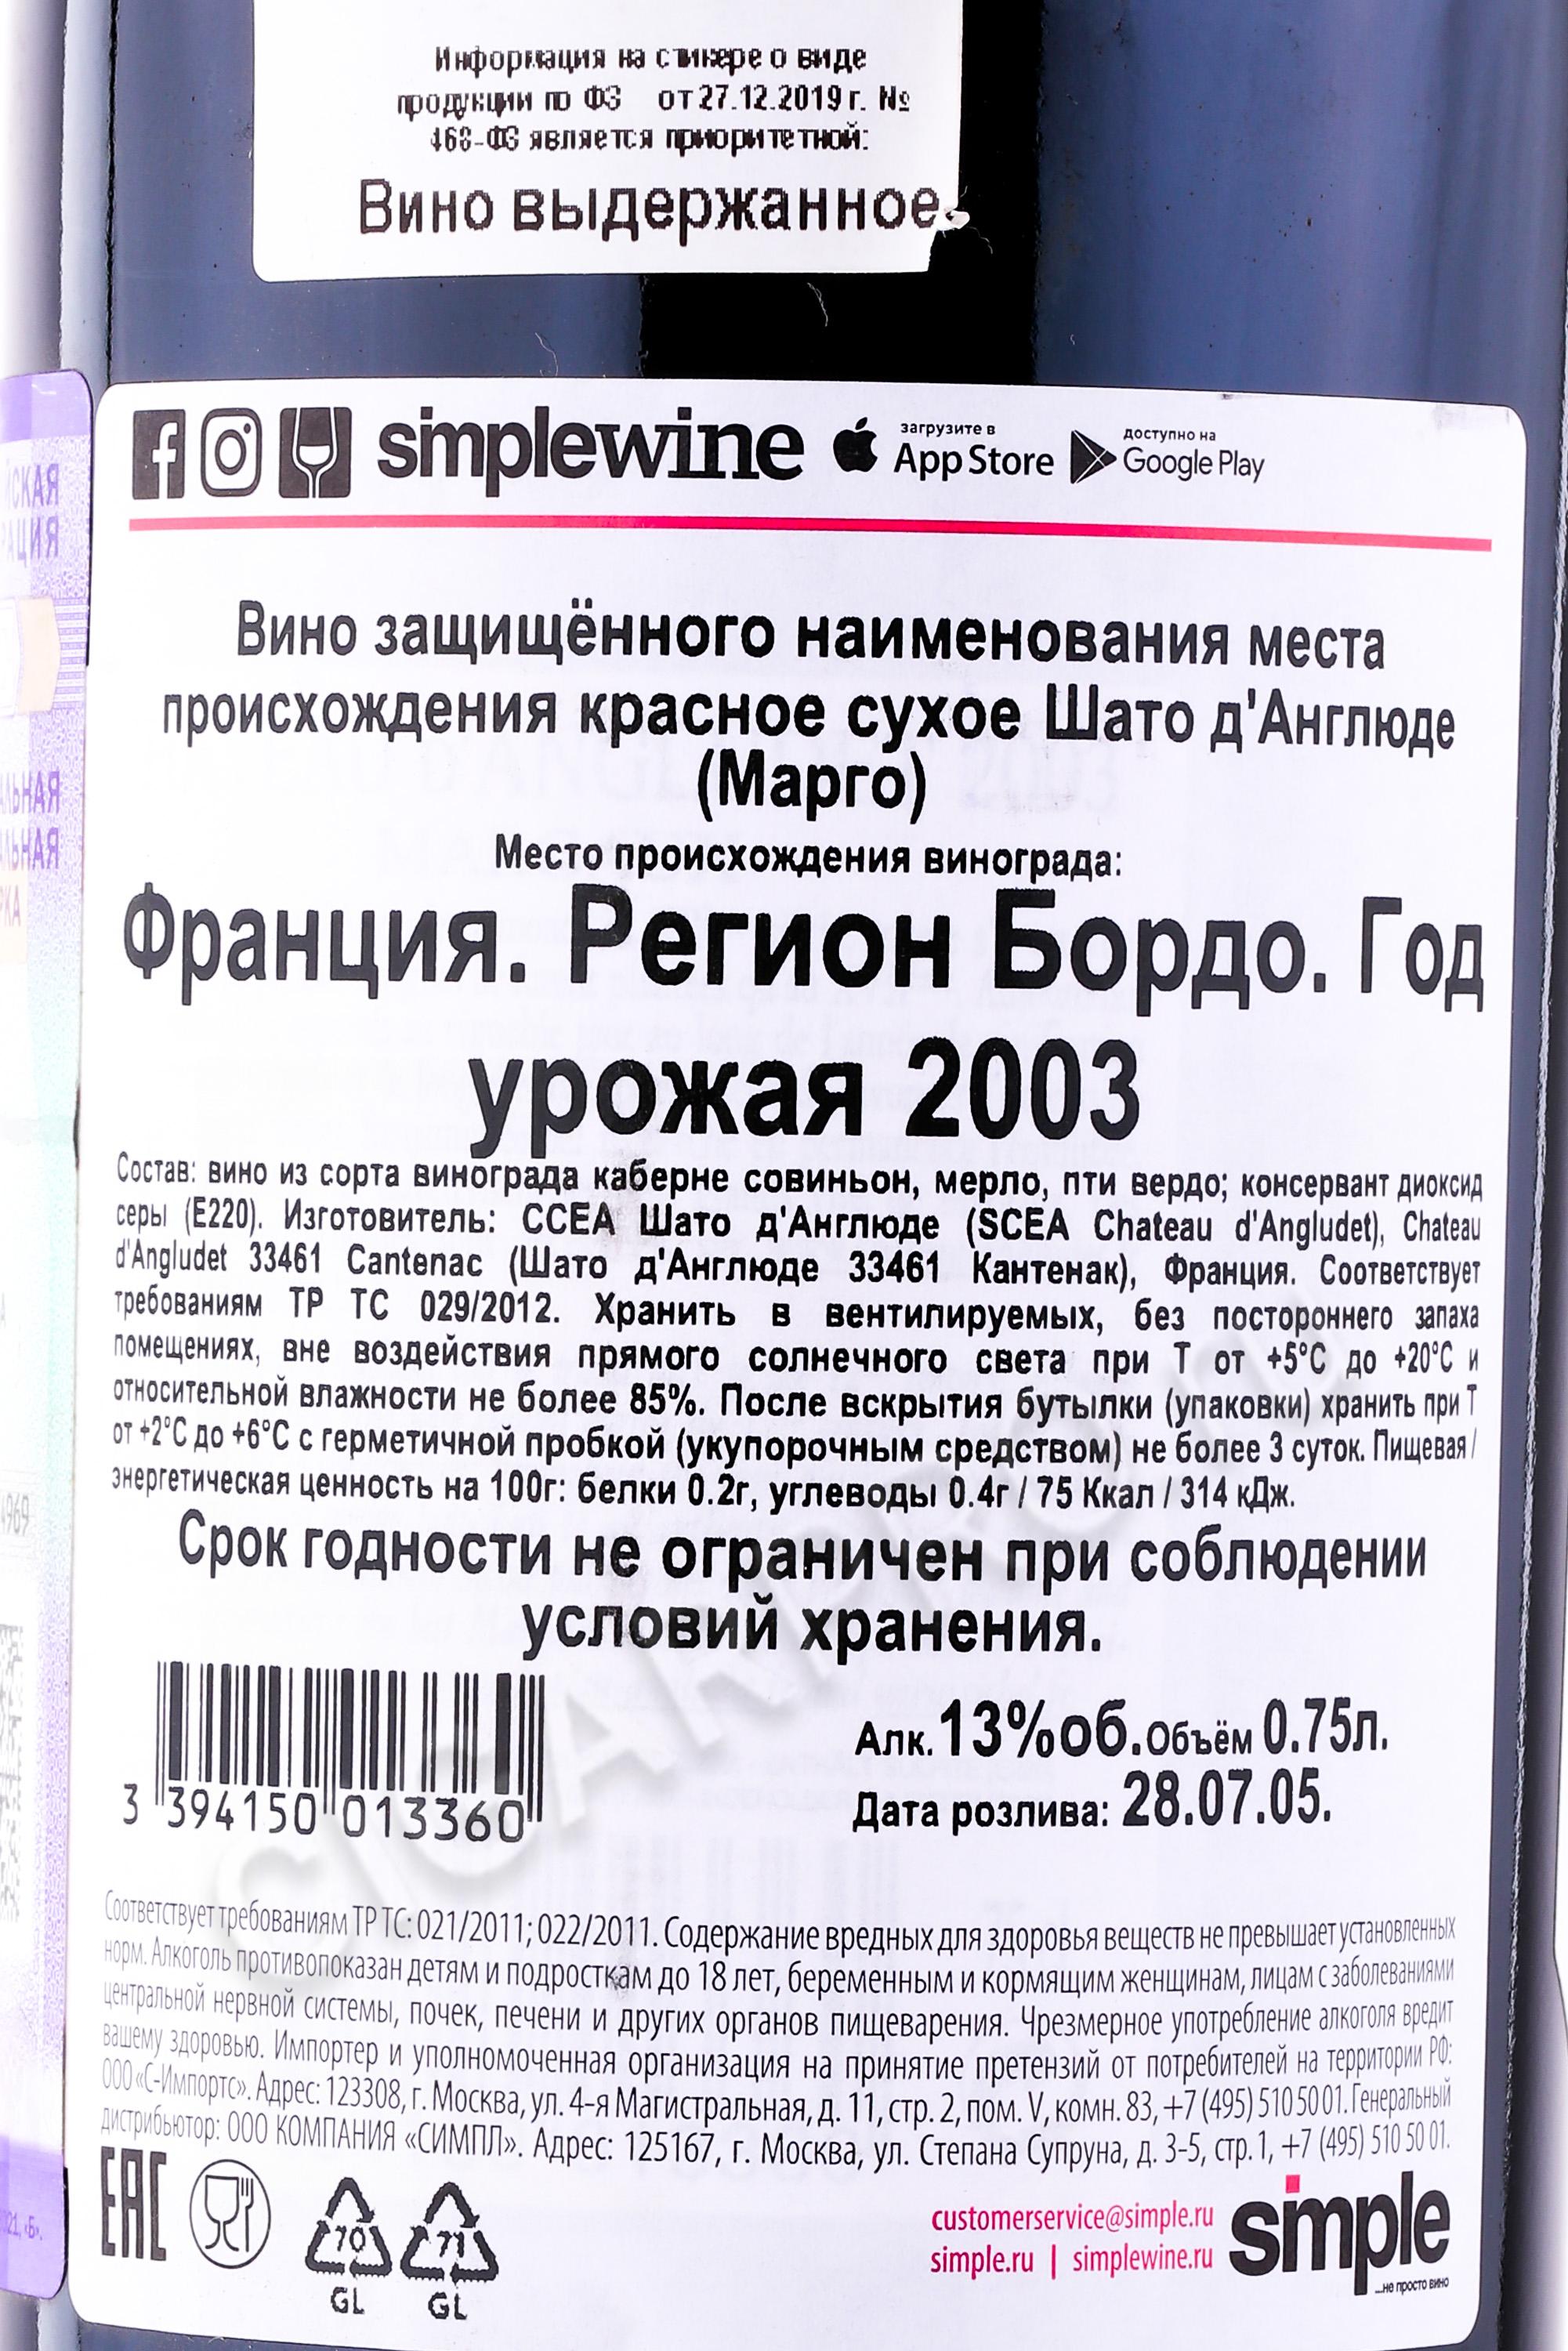 Информация на стикере о виде
продукции по ФЗ от 27.12.2019 г. №
468-ФЗ является приоритетной:
Вино выдержанное
simplewine
загрузите в
App Store
доступно на
Google Play
Вино защищённого наименования места
происхождения красное сухое Шато д'Англюде
(Марго)
Место происхождения винограда:
Франция. Регион Бордо. Год
урожая 2003
Состав: вино из сорта винограда каберне совиньон, мерло, пти вердо; консервант диоксид
серы (Е220). Изготовитель: ССЕА Шато д'Англюде (SCEA Chateau d'Angludet), Chateau
d'Angludet 33461 Cantenac (Шато д'Англюде 33461 Кантенак), Франция. Соответствует
требованиям ТР ТС 029/2012. Хранить в вентилируемых, без постороннего запаха
помещениях, вне воздействия прямого солнечного света при Т от +5°С до +20°С и
относительной влажности не более 85%. После вскрытия бутылки (упаковки) хранить при Т
от +2°С до +6°С с герметичной пробкой (укупорочным средством) не более 3 суток. Пищевая/
энергетическая ценность на 100г: белки 0.2г, углеводы 0.4г / 75 Ккал / 314 кДж.
Срок годности не ограничен при соблюдении
условий хранения.
Алк. 13%об. Объём 0.75л.
Дата розлива: 28.07.05.
3 394150 013360
Соответствует требованиям ТР ТС: 021/2011; 022/2011. Содержание вредных для здоровья веществ не превышает установленных
норм. Алкоголь противопоказан детям и подросткам до 18 лет, беременным и кормящим женщинам, лицам с заболеваниями
центральной нервной системы, почек, печени и других органов пищеварения. Чрезмерное употребление алкоголя вредит
вашему здоровью. Импортер и уполномоченная организация на принятие претензий от потребителей на территории РФ:
ООО «С-Импортс». Адрес: 123308, г. Москва, ул. 4-я Магистральная, д. 11, стр. 2, пом. V, комн. 83, +7 (495) 510 50 01. Генеральный
дистрибьютор: ООО КОМПАНИЯ «СИМПЛ». Адрес: 125167, г. Москва, ул. Степана Супруна, д. 3-5, стр. 1, +7 (495) 510 50 01.
EAC
70
GL
71
GL
customerservice@simple.ru
simple.ru | simplewine.ru
simple
...не просто вино